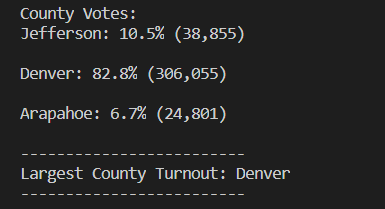 County Votes:
Jefferson: 10.5% (38,855)
Denver: 82.8% (306,055)
Arapahoe: 6.7% (24,801)
-------------------------
Largest County Turnout: Denver
-------------------------